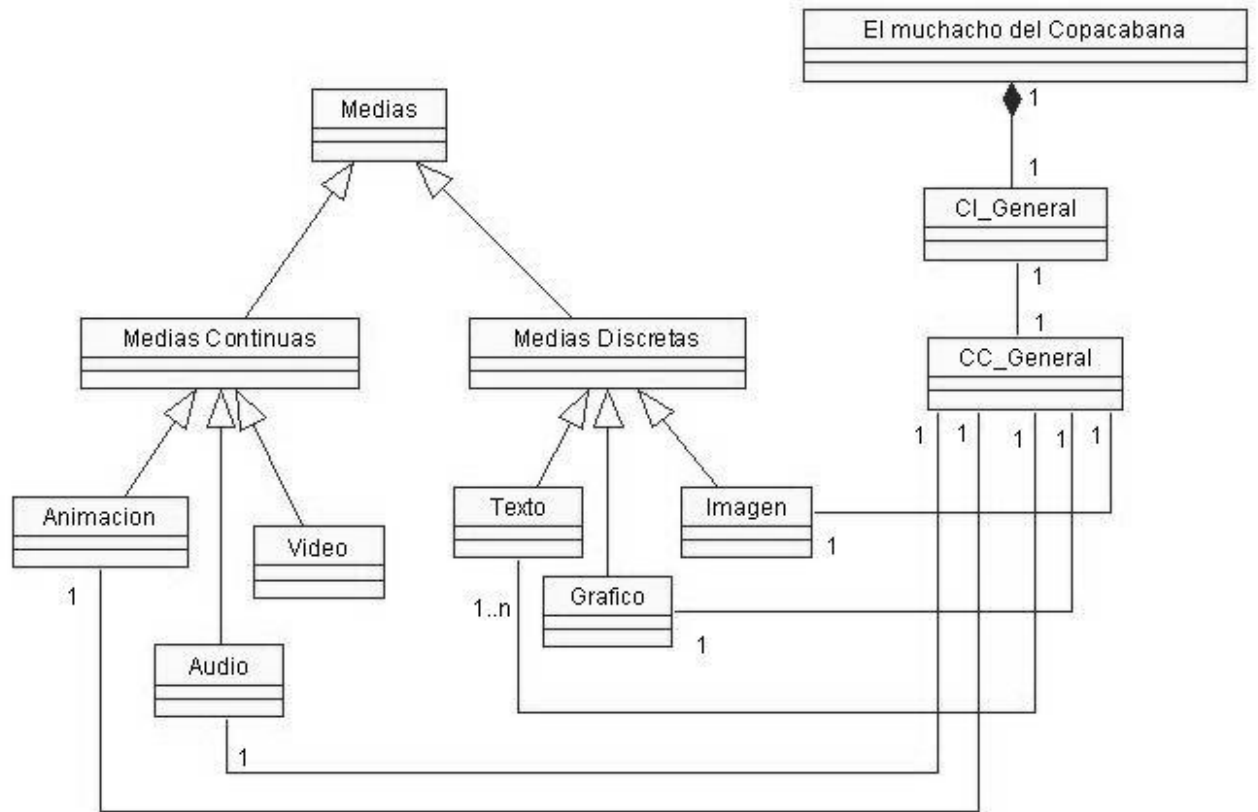 El muchacho del Copacabana
1
Medias
1
CI_General
1
1
Medias Continuas
Medias Discretas
CC_General
1
1
1
1
1
Animacion
Texto
Imagen
Video
1
1
1..n
Grafico
1
Audio
1